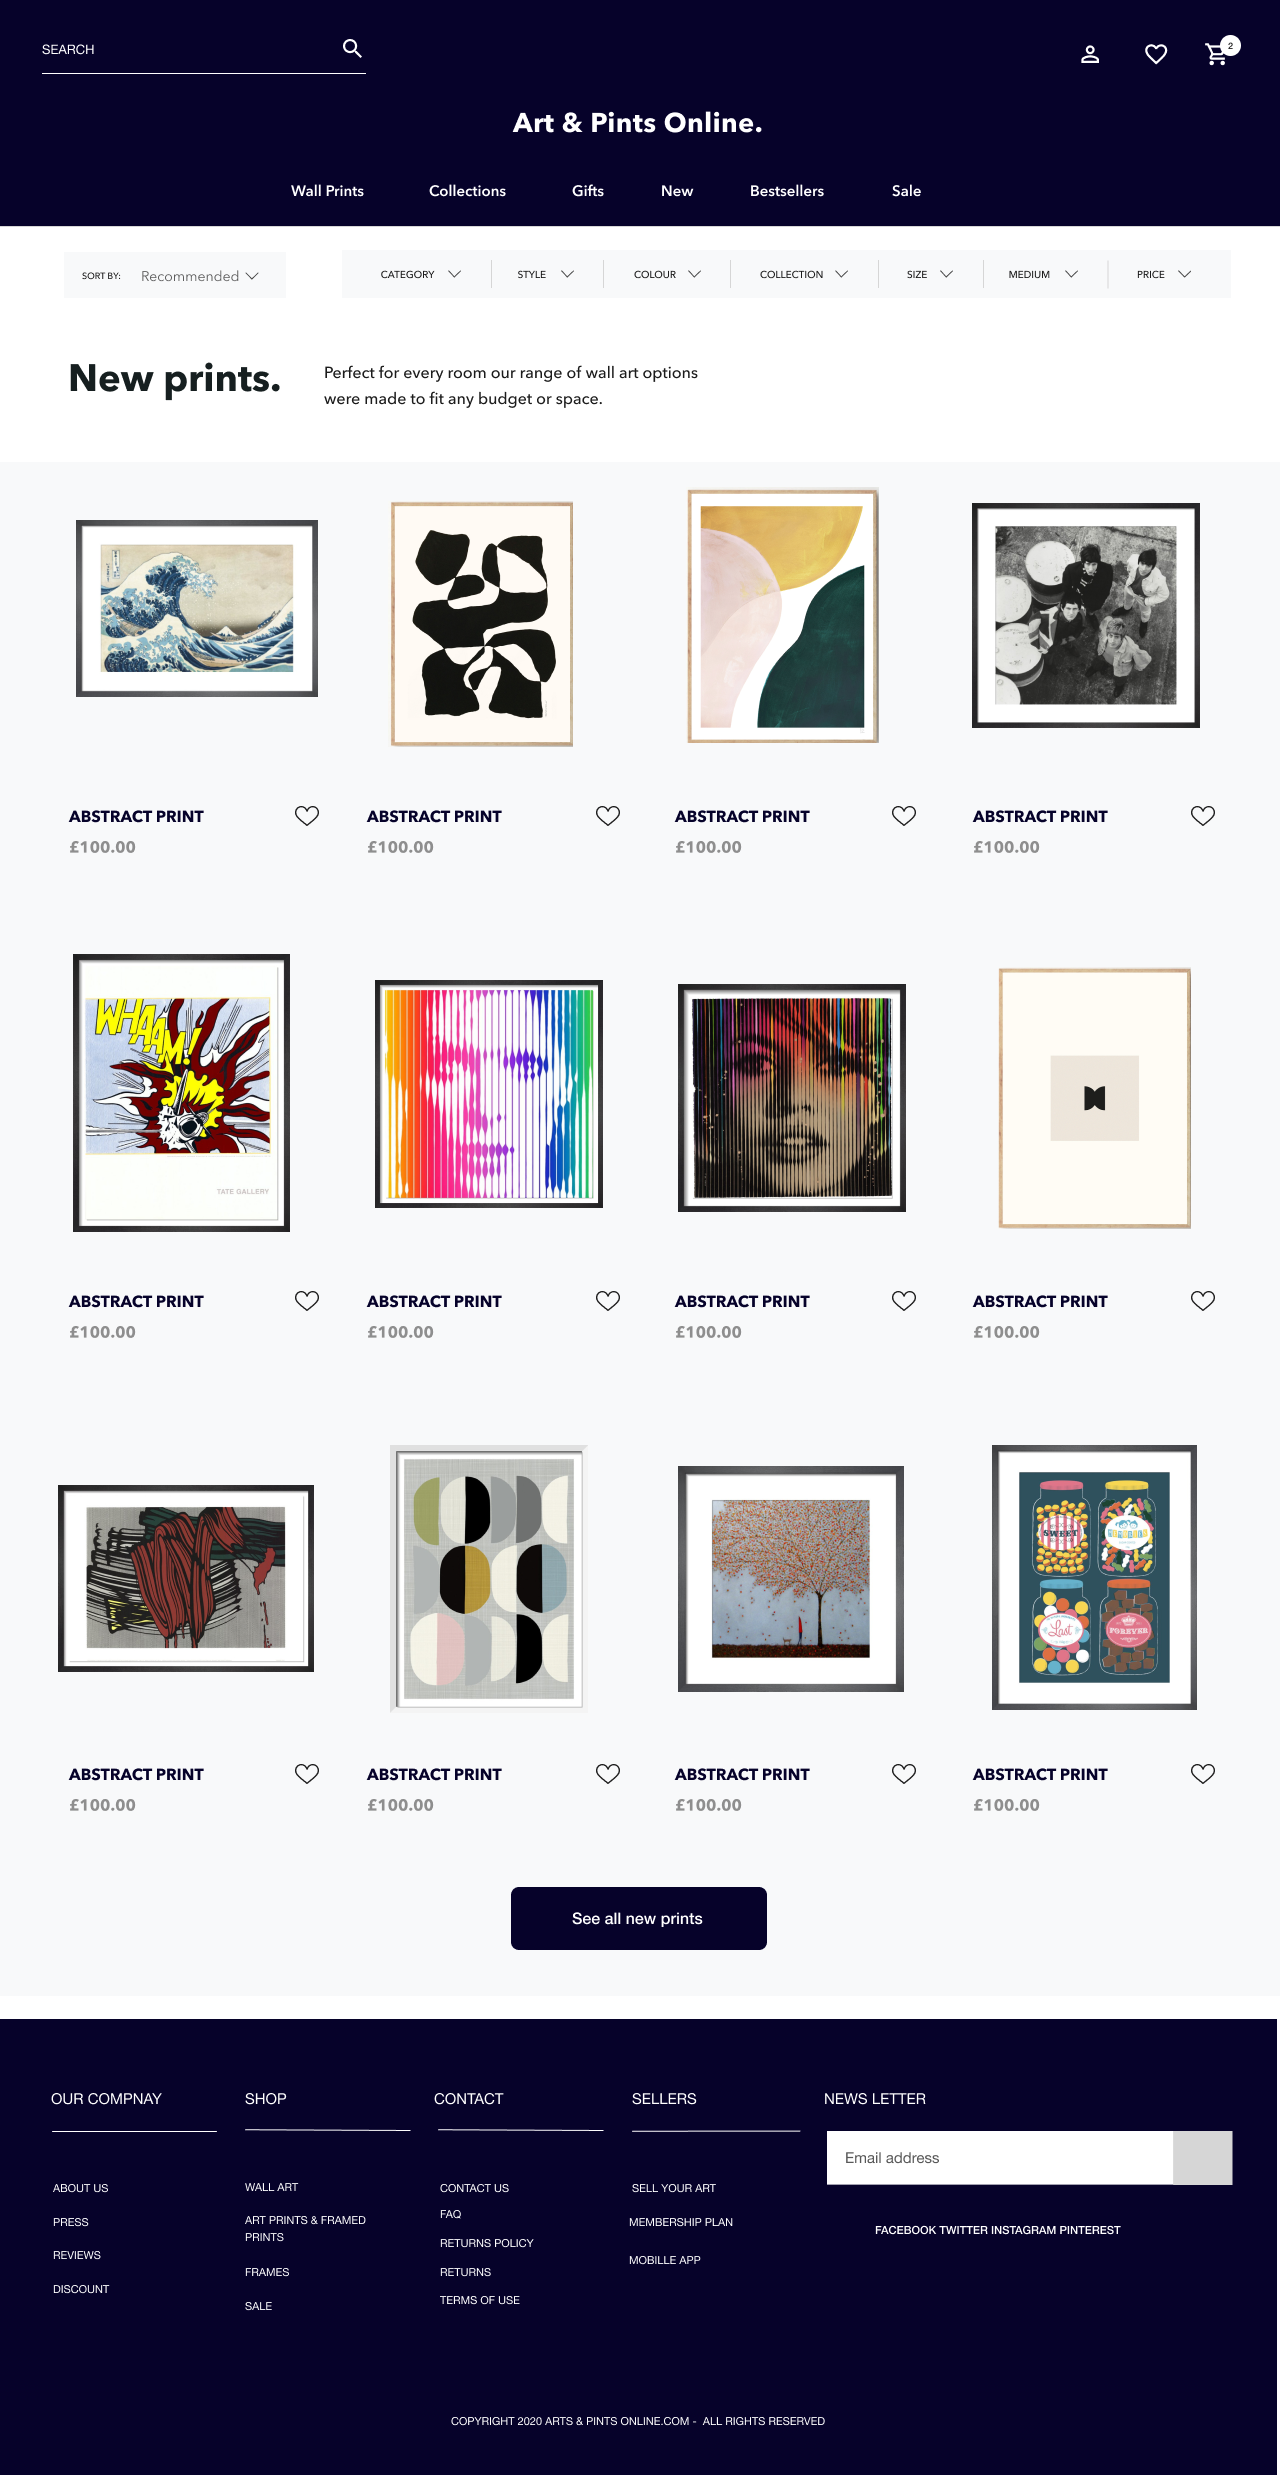 SEARCH
2
Art & Pints Online.
Wall Prints Collections Gifts New Bestsellers Sale
SORT BY: Recommended CATEGORY STYLE COLOUR COLLECTION SIZE MEDIUM PRICE
New prints.
Perfect for every room our range of wall art options
were made to fit any budget or space.
ABSTRACT PRINT ABSTRACT PRINT ABSTRACT PRINT ABSTRACT PRINT
£100.00 £100.00 £100.00 £100.00
WHAAM!
TATE GALLERY
ABSTRACT PRINT ABSTRACT PRINT ABSTRACT PRINT ABSTRACT PRINT
£100.00 £100.00 £100.00 £100.00
SWEET
Last FOREVER
ABSTRACT PRINT ABSTRACT PRINT ABSTRACT PRINT ABSTRACT PRINT
£100.00 £100.00 £100.00 £100.00
See all new prints
OUR COMPNAY
ABOUT US
PRESS
REVIEWS
DISCOUNT
SHOP
WALL ART
ART PRINTS & FRAMED
PRINTS
FRAMES
SALE
CONTACT
CONTACT US
FAQ
RETURNS POLICY
RETURNS
TERMS OF USE
SELLERS
SELL YOUR ART
MEMBERSHIP PLAN
MOBILLE APP
NEWS LETTER
Email address
FACEBOOK TWITTER INSTAGRAM PINTEREST
COPYRIGHT 2020 ARTS & PINTS ONLINE.COM - ALL RIGHTS RESERVED